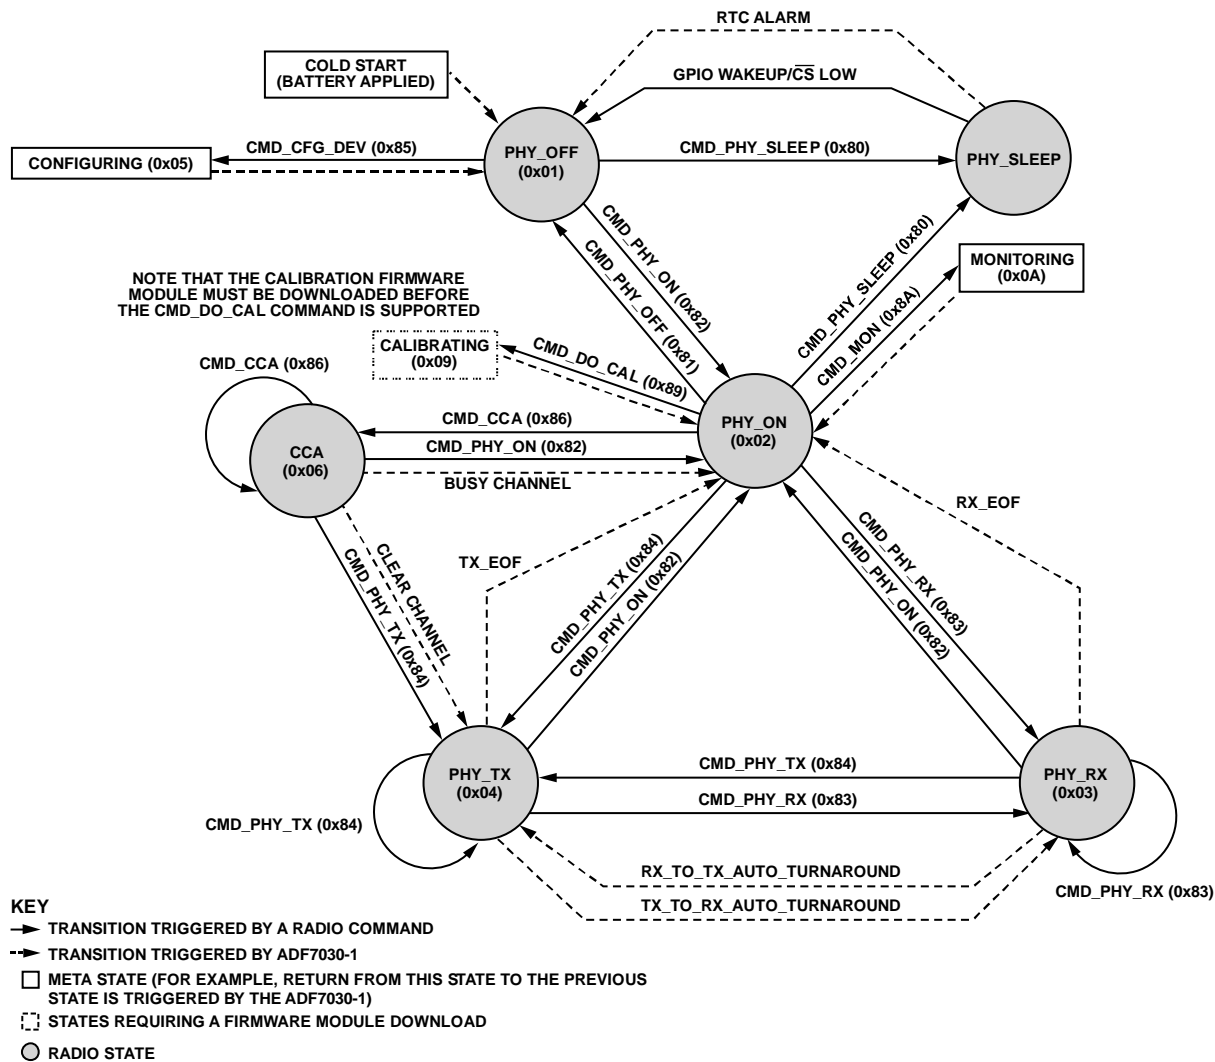 RTC ALARM
COLD START
(BATTERY APPLIED)
GPIO WAKEUP/CS LOW
CONFIGURING (0x05)
CMD_CFG_DEV (0x85)
PHY_OFF
(0x01)
CMD_PHY_SLEEP (0x80)
PHY_SLEEP
CMD_PHY_ON (0x82)
CMD_PHY_OFF (0x81)
CMD_PHY_SLEEP (0x80)
CMD_MON (0x8A)
MONITORING
(0x0A)
NOTE THAT THE CALIBRATION FIRMWARE
MODULE MUST BE DOWNLOADED BEFORE
THE CMD_DO_CAL COMMAND IS SUPPORTED
CALIBRATING
(0x09)
CMD_DO_CAL (0x89)
CMD_CCA (0x86)
CCA
(0x06)
CMD_CCA (0x86)
CMD_PHY_ON (0x82)
BUSY CHANNEL
PHY_ON
(0x02)
TX_EOF
RX_EOF
CLEAR CHANNEL
CMD_PHY_TX (0x84)
CMD_PHY_TX (0x84)
CMD_PHY_ON (0x82)
CMD_PHY_RX (0x83)
CMD_PHY_ON (0x82)
PHY_TX
(0x04)
CMD_PHY_TX (0x84)
CMD_PHY_RX (0x83)
PHY_RX
(0x03)
CMD_PHY_TX (0x84)
RX_TO_TX_AUTO_TURNAROUND
TX_TO_RX_AUTO_TURNAROUND
CMD_PHY_RX (0x83)
KEY
TRANSITION TRIGGERED BY A RADIO COMMAND
TRANSITION TRIGGERED BY ADF7030-1
META STATE (FOR EXAMPLE, RETURN FROM THIS STATE TO THE PREVIOUS
STATE IS TRIGGERED BY THE ADF7030-1)
STATES REQUIRING A FIRMWARE MODULE DOWNLOAD
RADIO STATE